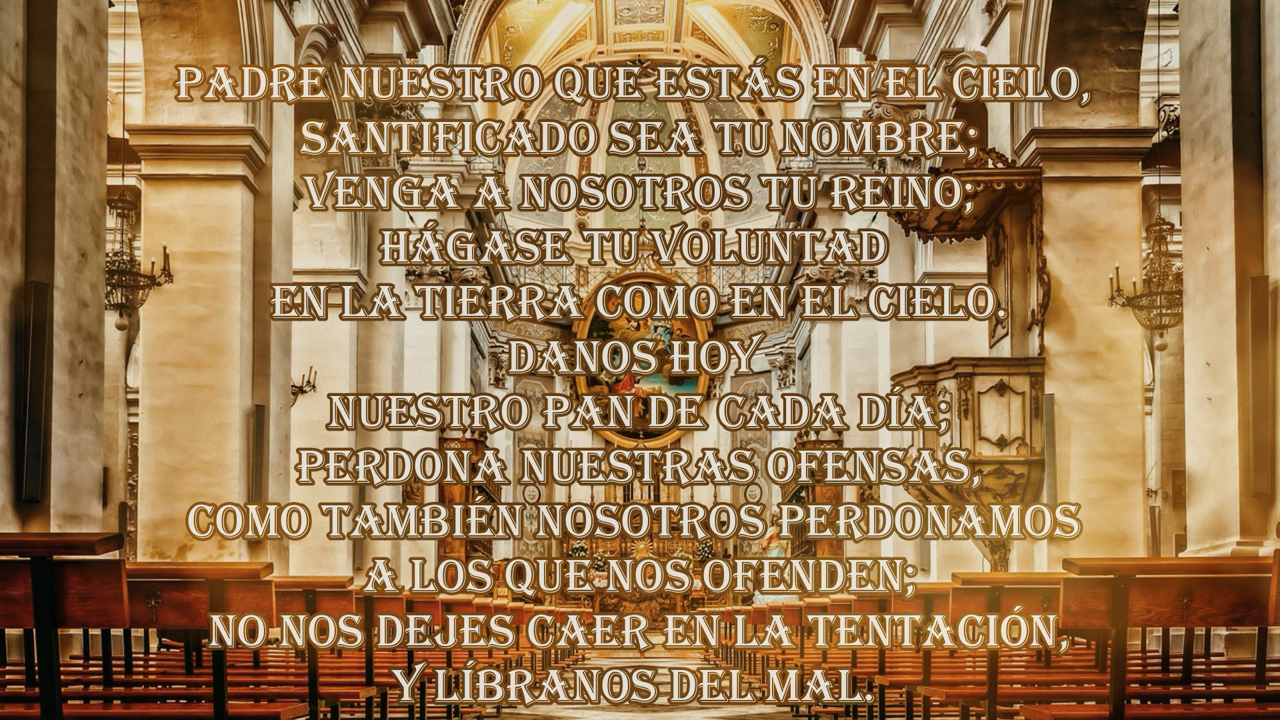 PADRE NUESTRO QUE ESTÁS EN EL CIELO,
SANTIFICADO SEA TU NOMBRE;
VENGA A NOSOTROS TU REINO;
HÁGASE TU VOLUNTAD
EN LA TIERRA COMO EN EL CIELO.
DANOS HOY
NUESTRO PAN DE CADA DÍA;
PERDONA NUESTRAS OFENSAS,
COMO TAMBIÉN NOSOTROS PERDONAMOS
A LOS QUE NOS OFENDEN;
NO NOS DEJES CAER EN LA TENTACIÓN,
Y LÍBRANOS DEL MAL.